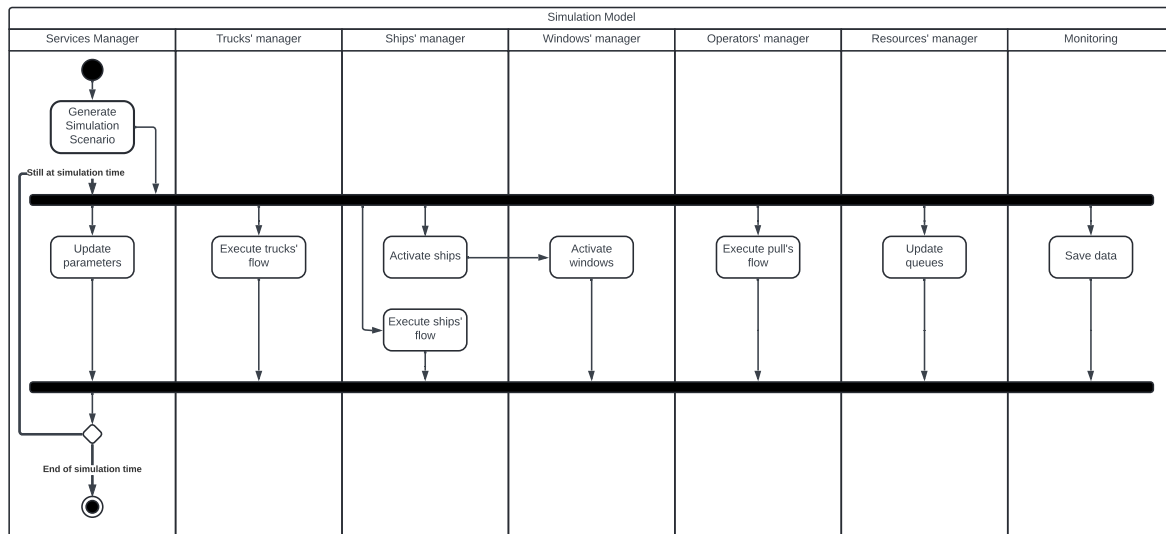 Simulation Model
Services Manager
Trucks' manager
Ships' manager
Windows' manager
Operators' manager
Resources' manager
Monitoring
Generate
Simulation
Scenario
Still at simulation time
Update
parameters
Execute trucks'
flow
Activate ships
Activate
windows
Execute pull's
flow
Update
queues
Save data
Execute ships'
flow
End of simulation time